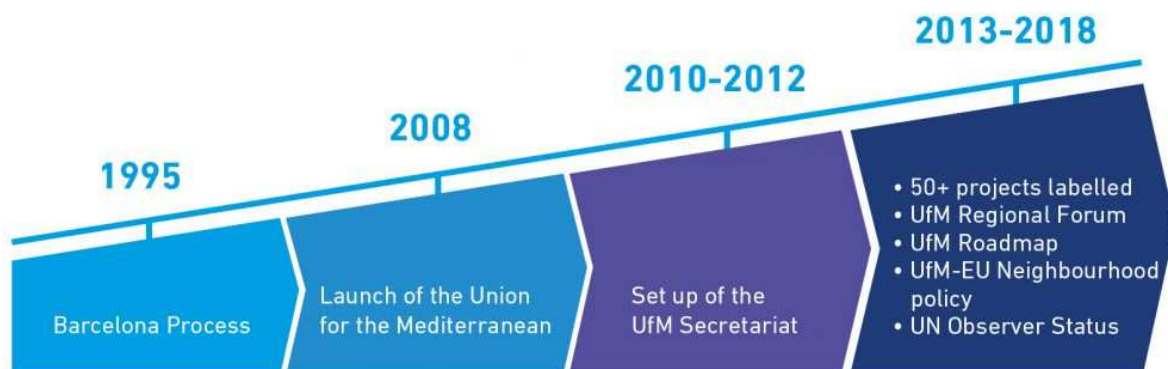 1995
Barcelona Process
2008
Launch of the Union
for the Mediterranean
2010-2012
Set up of the
UfM Secretariat
2013-2018
• 50+ projects labelled
• UfM Regional Forum
• UfM Roadmap
• UfM-EU Neighbourhood
policy
• UN Observer Status